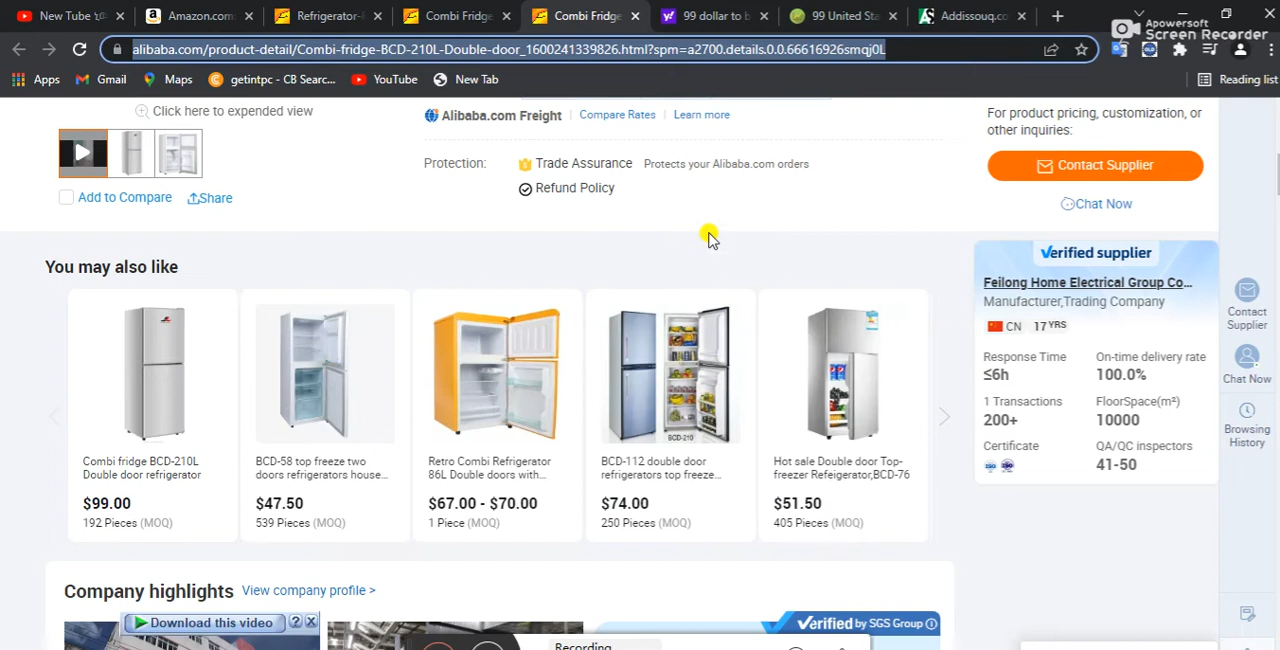 New Tube
Amazon.com:
Refrigerator-
Combi Fridge
Combi Fridge
99 dollar to b
99 United Sta
Addissouq.co
Apowersoft
Screen Recorder
alibaba.com/product-detail/Combi-fridge-BCD-210L-Double-door_1600241339826.html?spm=a2700.details.0.0.66616926smqj0L
Apps
Gmail
Maps
getintpc - CB Searc...
YouTube
New Tab
Reading list
Click here to expended view
Add to Compare
Share
Alibaba.com Freight
Compare Rates
Learn more
Protection:
Trade Assurance
Protects your Alibaba.com orders
Refund Policy
For product pricing, customization, or
other inquiries:
Contact Supplier
Chat Now
You may also like
Combi fridge BCD-210L
Double door refrigerator
$99.00
192 Pieces (MOQ)
BCD-58 top freeze two
doors refrigerators house...
$47.50
539 Pieces (MOQ)
Retro Combi Refrigerator
86L Double doors with...
$67.00 - $70.00
1 Piece (MOQ)
BCD-210
BCD-112 double door
refrigerators top freeze...
$74.00
250 Pieces (MOQ)
Hot sale Double door Top-
freezer Refeigerator,BCD-76
$51.50
405 Pieces (MOQ)
Verified supplier
Feilong Home Electrical Group Co...
Manufacturer,Trading Company
CN 17 YRS
Response Time
≤6h
On-time delivery rate
100.0%
1 Transactions
200+
FloorSpace(m²)
10000
Certificate
QA/QC inspectors
41-50
Contact
Supplier
Chat Now
Browsing
History
Company highlights
View company profile >
Download this video
? X
Verified by SGS Group
Recording